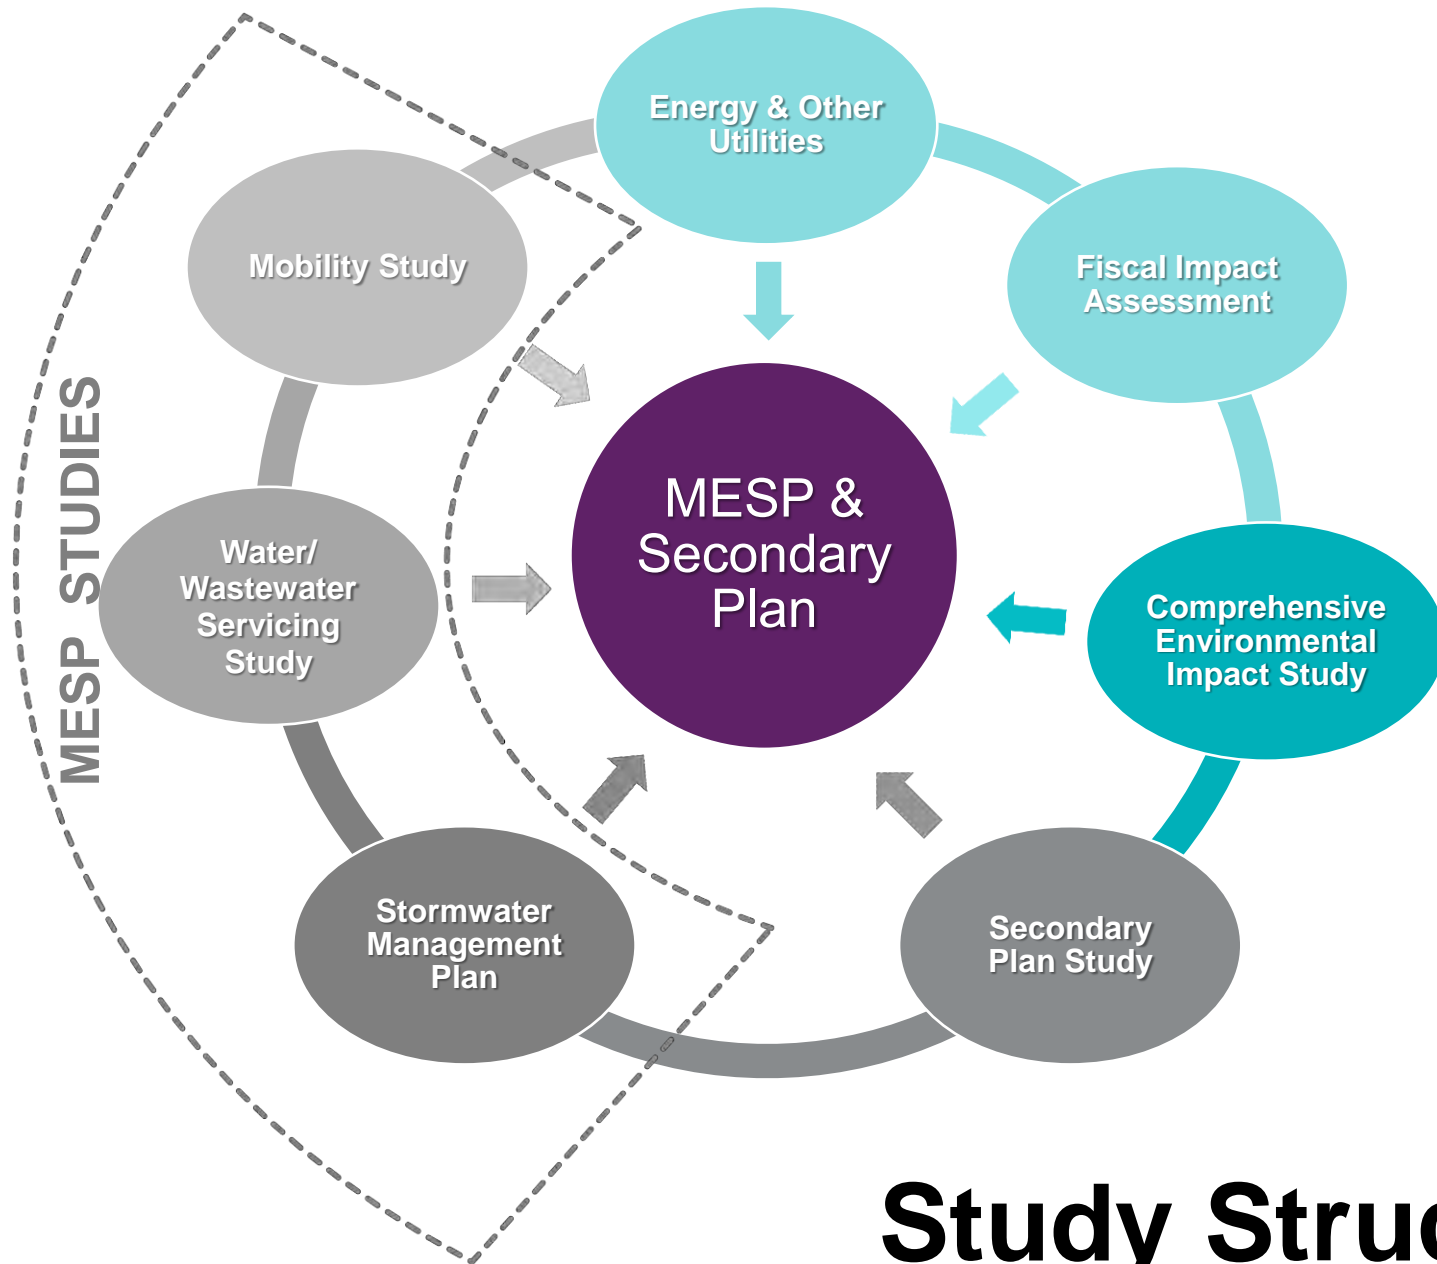 Energy & Other
Utilities
Mobility Study
Fiscal Impact
Assessment
MESP STUDIES
MESP &
Secondary
Plan
Water/
Wastewater
Servicing
Study
Comprehensive
Environmental
Impact Study
Stormwater
Management
Plan
Secondary
Plan Study
Study Struc